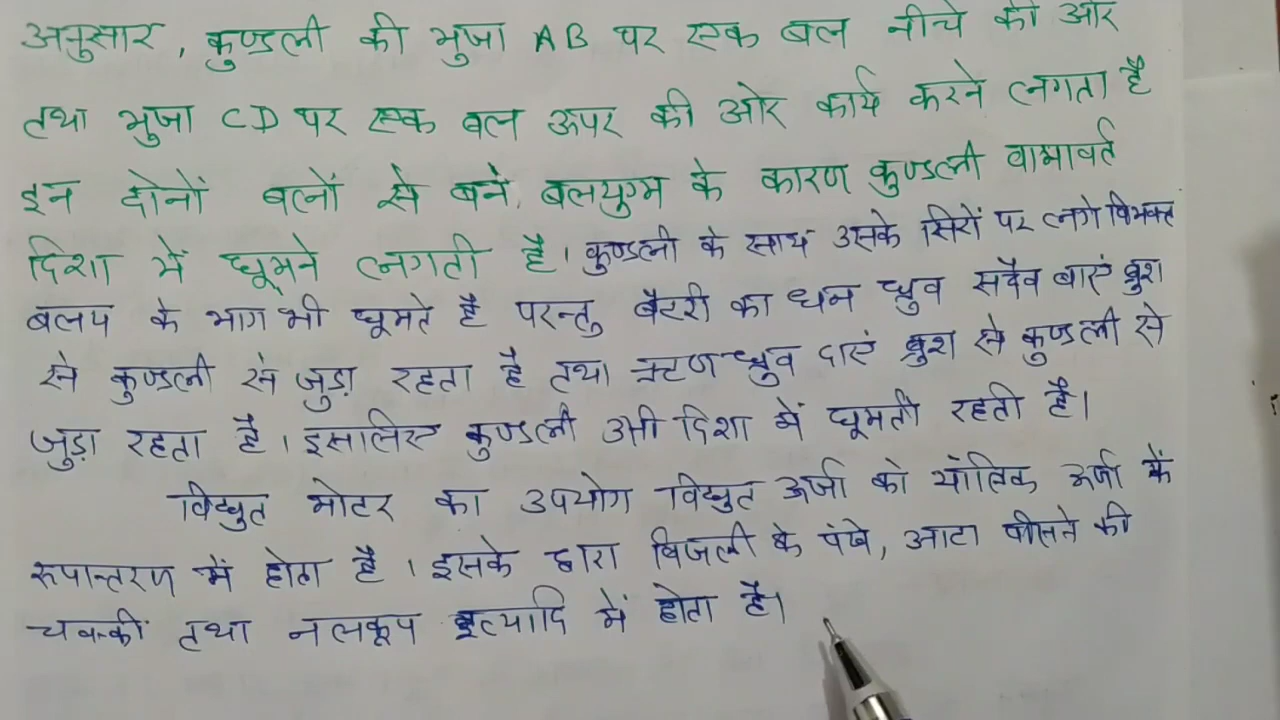 अनुसार, कुण्डली की भुजा AB पर एक बल नीचे की ओर
तथा भुजा CD पर एक बल ऊपर की ओर कार्य करने लगता है
इन दोनों बलों से बने, बलयुग्म के कारण कुण्डली वामावर्त
दिशा में घूमने लगती है। कुण्डली के साथ उसके सिरों पर लगे विभक्त
बलय के भाग भी घूमते है परन्तु बैटरी का धन ध्रुव सदैव बाएं ब्रुश
से कुण्डली से जुड़ा रहता है तथा ऋण ध्रुव दाएं ब्रुश से कुण्डली से
जुड़ा रहता है। इसलिए कुण्डली उसी दिशा में घूमती रहती है।
विद्युत मोटर का उपयोग विद्युत ऊर्जा को यांत्रिक ऊर्जा के
रूपान्तरण में होता है। इसके द्वारा बिजली के पंखे, आटा पीसने की
चक्की तथा नलकूप इत्यादि में होता है।